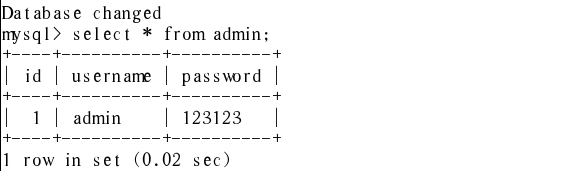 Database changed
mysql> select * from admin;
+----+----------+----------+
| id | username | password |
+----+----------+----------+
| 1 | admin | 123123 |
+----+----------+----------+
1 row in set (0.02 sec)